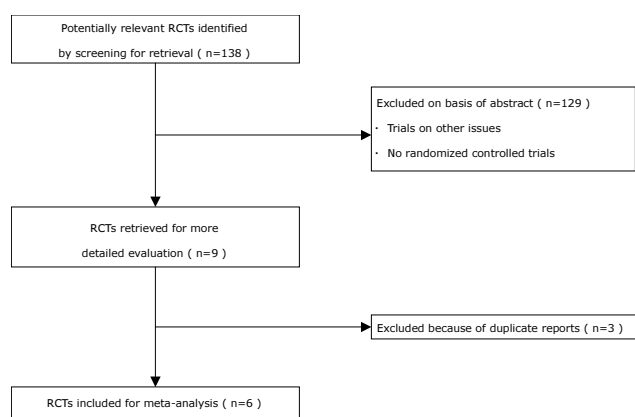 Potentially relevant RCTs identified
by screening for retrieval ( n=138 )
Excluded on basis of abstract ( n=129 )
· Trials on other issues
· No randomized controlled trials
RCTs retrieved for more
detailed evaluation ( n=9 )
Excluded because of duplicate reports ( n=3 )
RCTs included for meta-analysis ( n=6 )